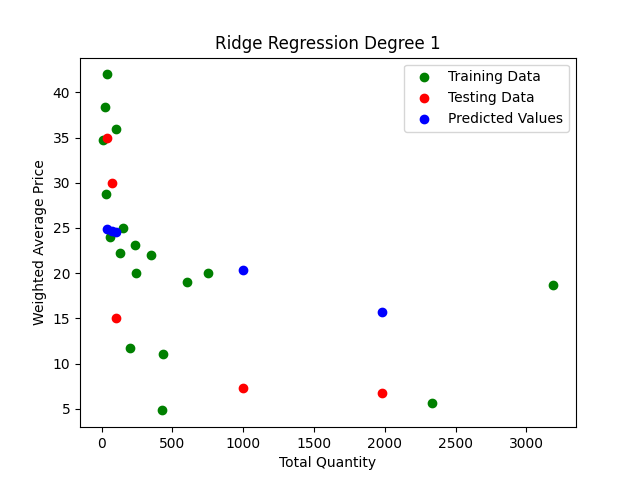 Ridge Regression Degree 1
Training Data
Testing Data
Predicted Values
40
35
30
25
20
15
10
5
Weighted Average Price
0
500
1000
1500
2000
2500
3000
Total Quantity